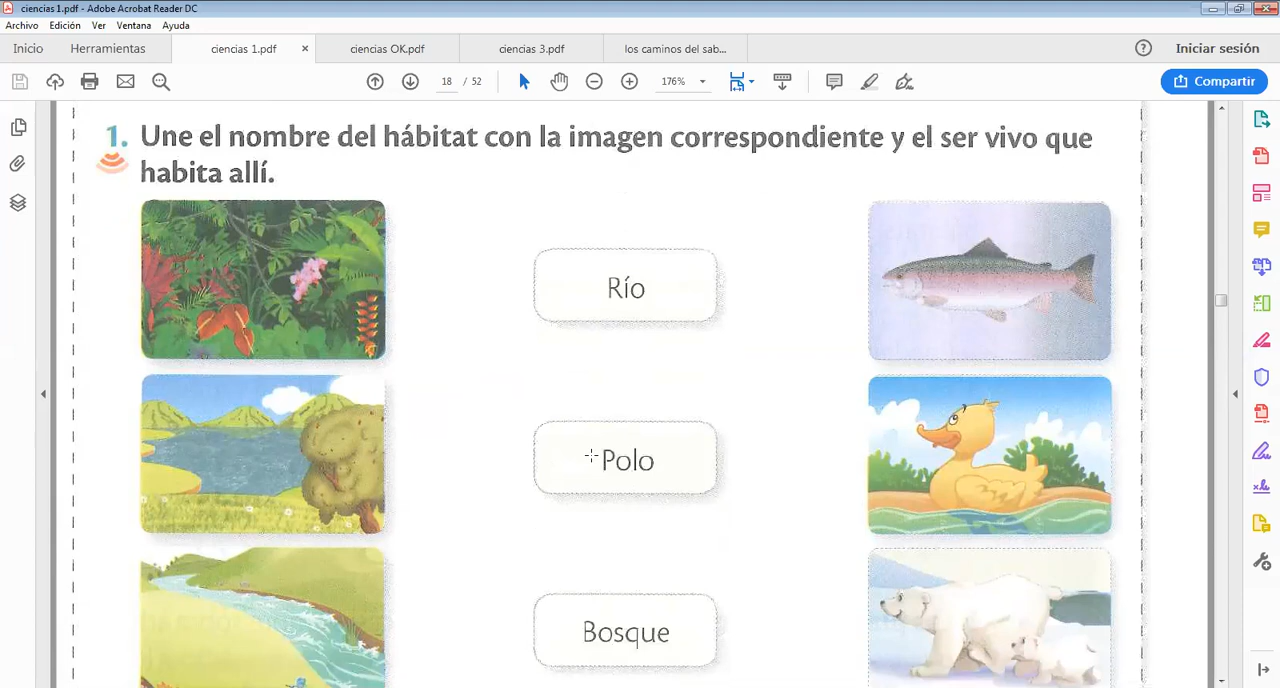 ciencias 1.pdf - Adobe Acrobat Reader DC
Archivo Edición Ver Ventana Ayuda
Inicio Herramientas ciencias 1.pdf × ciencias OK.pdf ciencias 3.pdf los caminos del sab... ? Iniciar sesión
18 / 52 176% Compartir
1. Une el nombre del hábitat con la imagen correspondiente y el ser vivo que
habita allí.
Río
Polo
Bosque